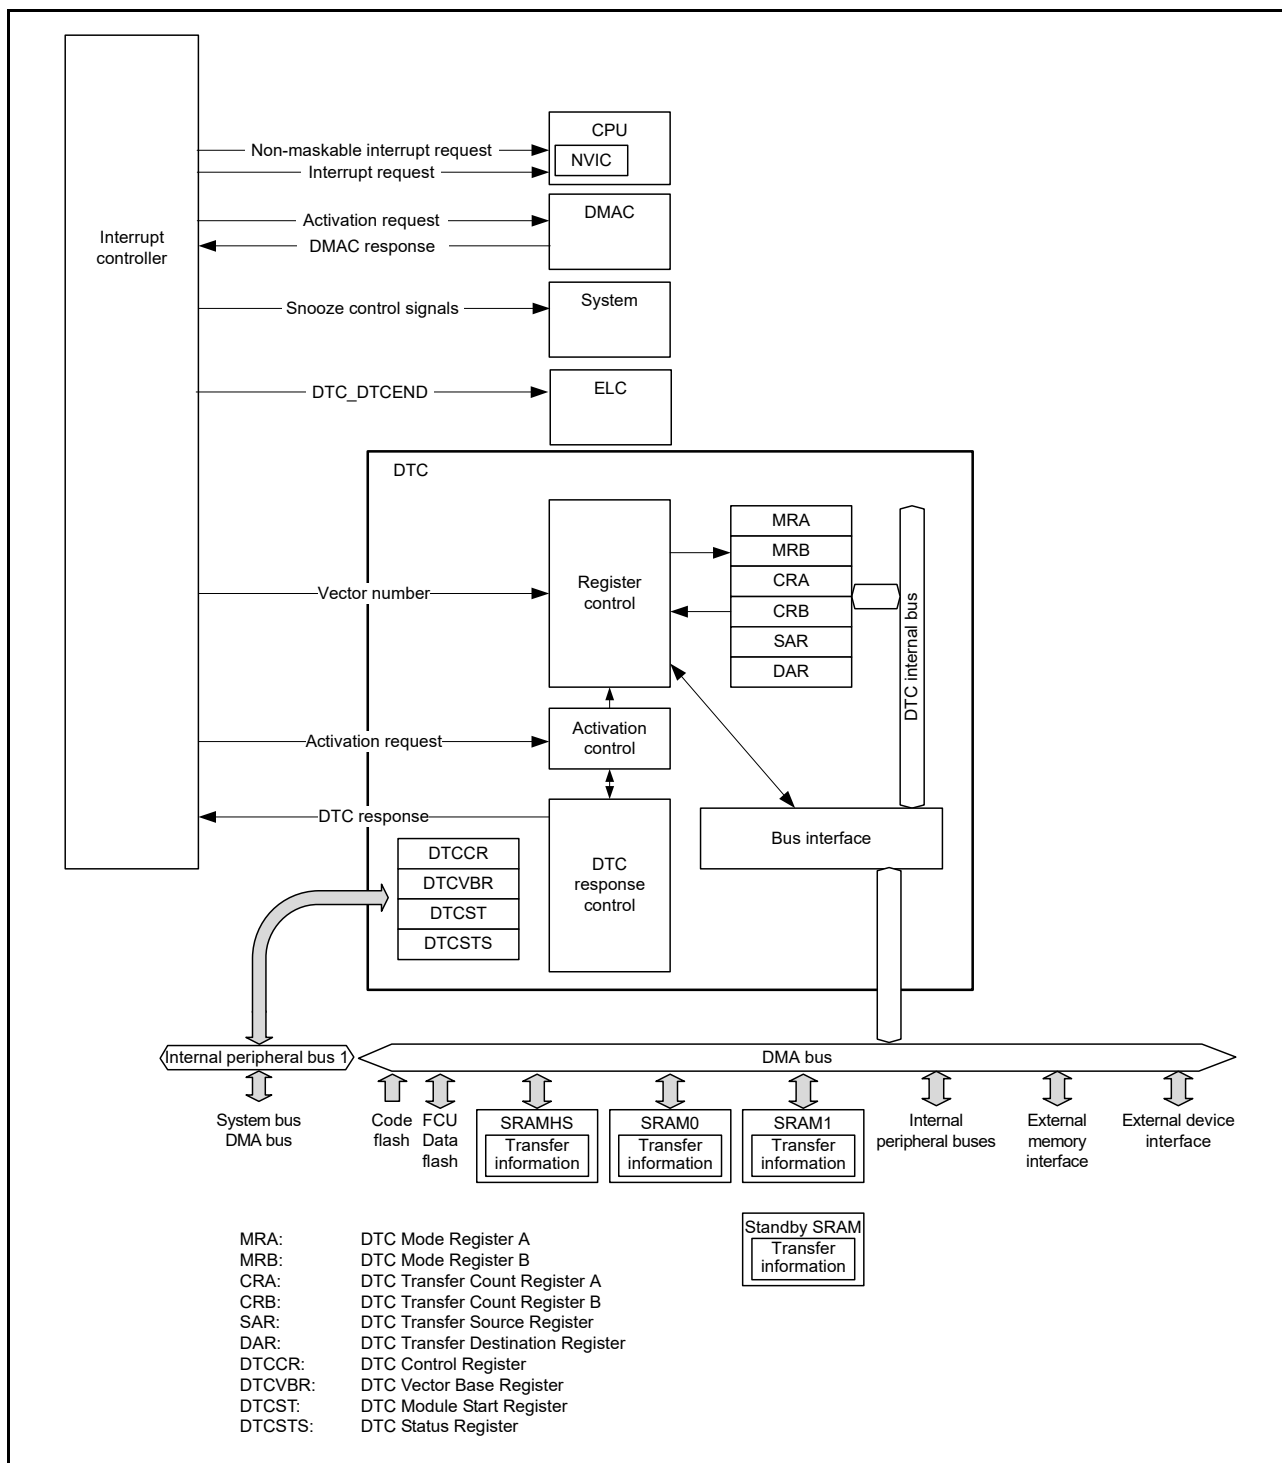 CPU
Non-maskable interrupt request
NVIC
Interrupt request
Activation request
DMAC
Interrupt
controller
DMAC response
Snooze control signals
System
DTC_DTCEND
ELC
DTC
MRA
MRB
Register
control
CRA
Vector number
CRB
SAR
DAR
DTC internal bus
Activation request
Activation
control
DTC response
Bus interface
DTCCR
DTCVBR
DTCST
DTCSTS
DTC
response
control
Internal peripheral bus 1
DMA bus
System bus
DMA bus
Code
flash
FCU
Data
flash
SRAMHS
Transfer
information
SRAM0
Transfer
information
SRAM1
Transfer
information
Internal
peripheral buses
External
memory
interface
External device
interface
Standby SRAM
Transfer
information
MRA: DTC Mode Register A
MRB: DTC Mode Register B
CRA: DTC Transfer Count Register A
CRB: DTC Transfer Count Register B
SAR: DTC Transfer Source Register
DAR: DTC Transfer Destination Register
DTCCR: DTC Control Register
DTCVBR: DTC Vector Base Register
DTCST: DTC Module Start Register
DTCSTS: DTC Status Register